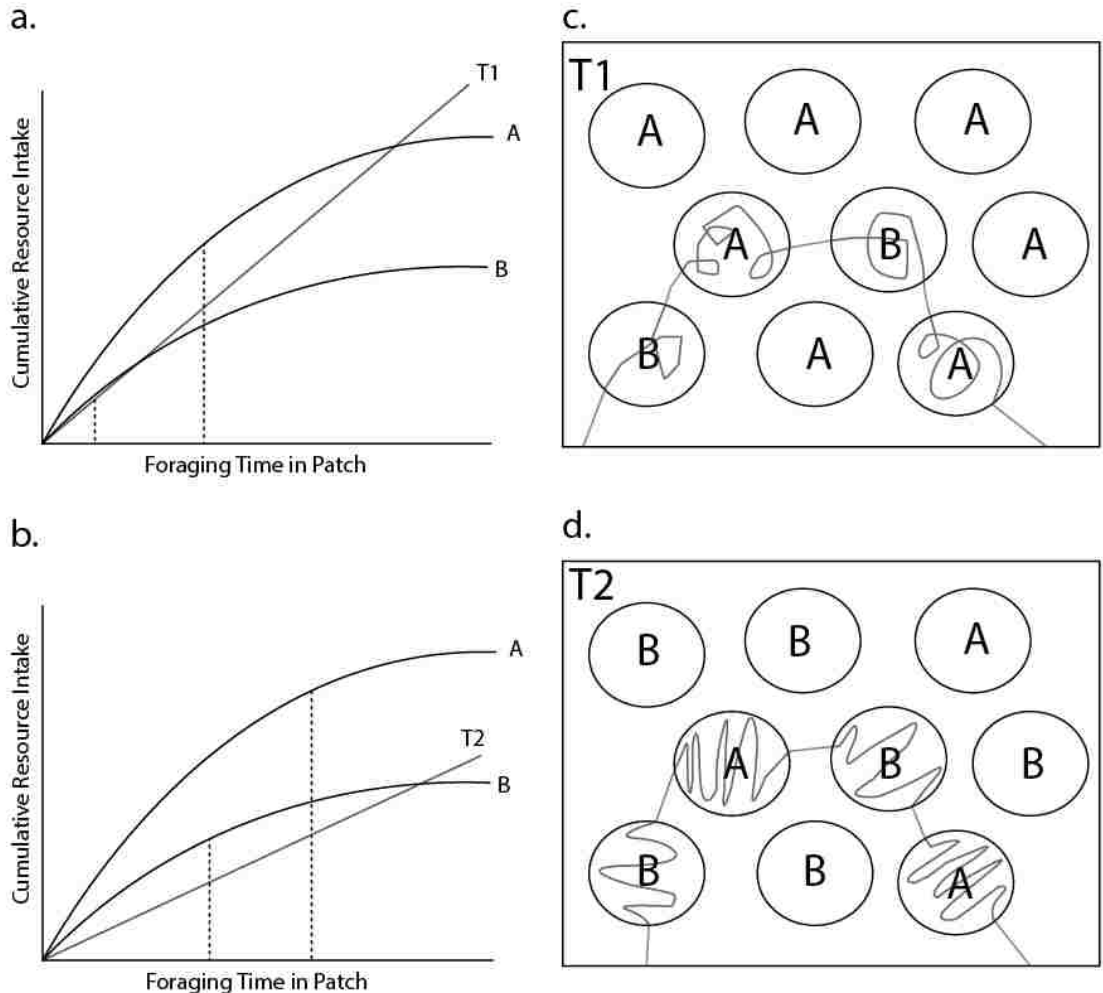 a.
T1
A
B
Cumulative Resource Intake
Foraging Time in Patch
c.
T1
A
A
A
A
B
A
B
A
A
b.
A
T2
B
Cumulative Resource Intake
Foraging Time in Patch
d.
T2
B
B
A
A
B
B
B
B
A